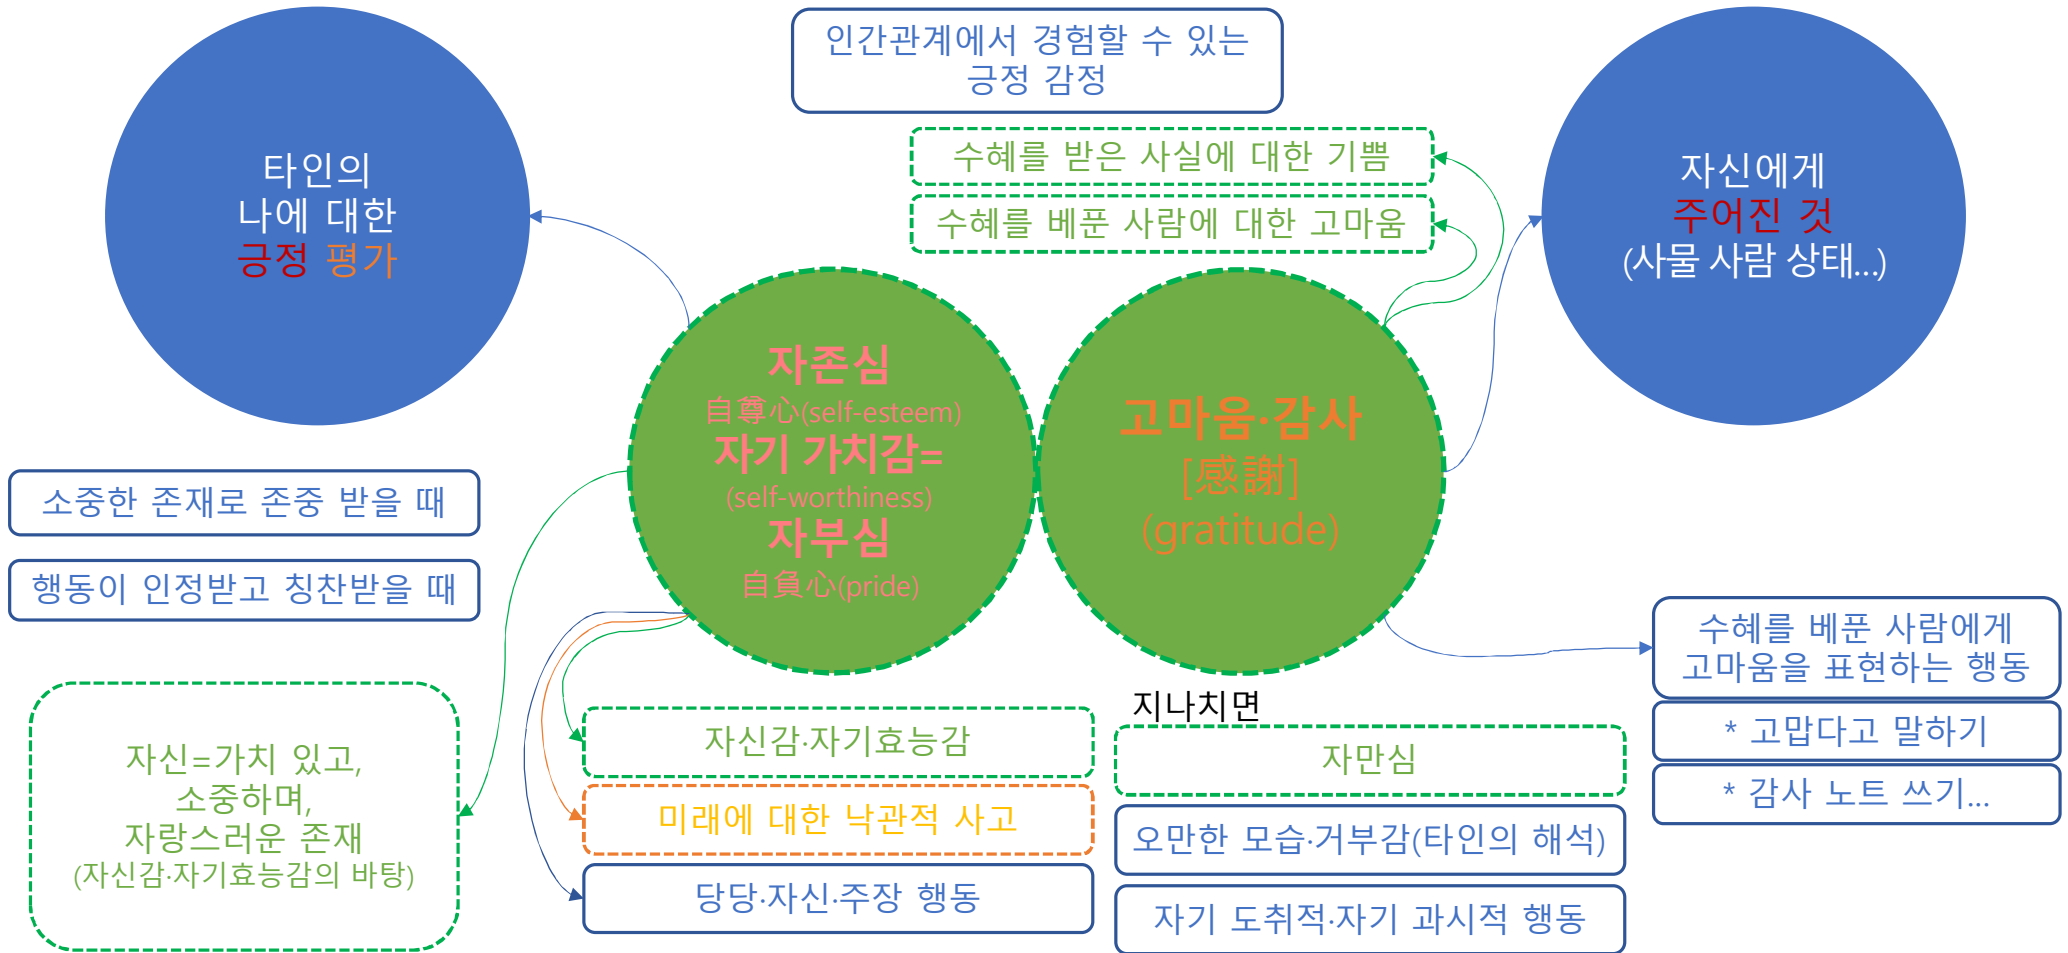 인간관계에서 경험할 수 있는
긍정 감정
타인의
나에 대한
긍정 평가
수혜를 받은 사실에 대한 기쁨
수혜를 베푼 사람에 대한 고마움
자신에게
주어진 것
(사물 사람 상태...)
자존심
自尊心(self-esteem)
자기 가치감=
(self-worthiness)
자부심
自負心(pride)
고마움·감사
[感謝]
(gratitude)
소중한 존재로 존중 받을 때
행동이 인정받고 칭찬받을 때
자신=가치 있고,
소중하며,
자랑스러운 존재
(자신감·자기효능감의 바탕)
자신감·자기효능감
미래에 대한 낙관적 사고
당당·자신·주장 행동
지나치면
자만심
오만한 모습·거부감(타인의 해석)
자기 도취적·자기 과시적 행동
수혜를 베푼 사람에게
고마움을 표현하는 행동
* 고맙다고 말하기
* 감사 노트 쓰기...